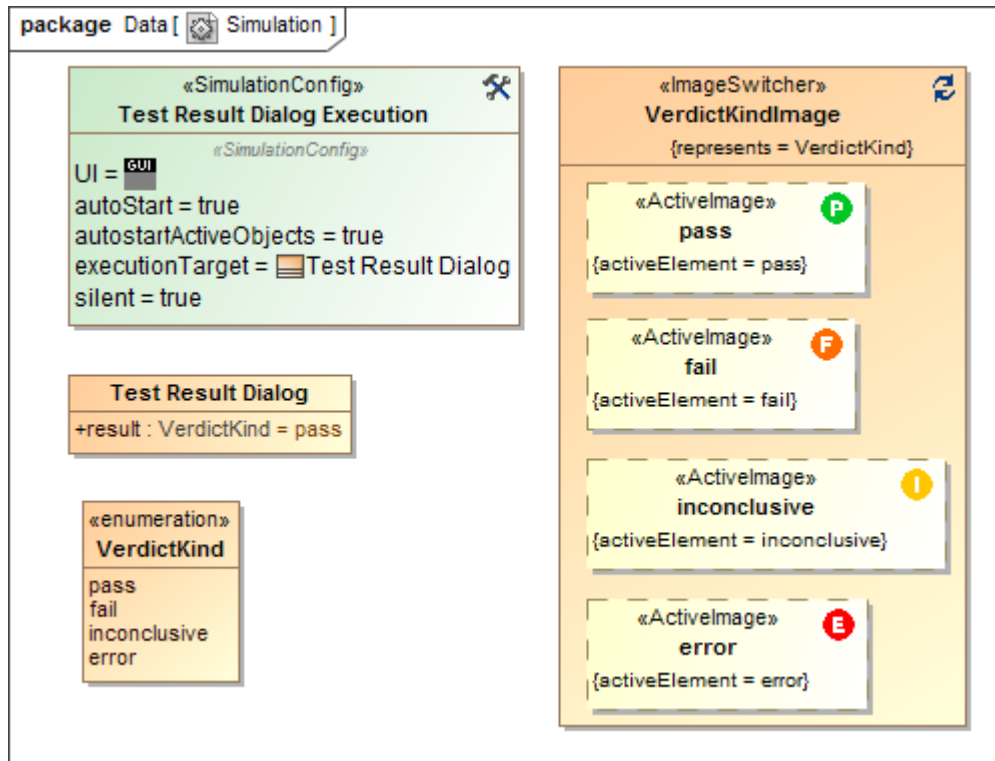 package Data [ Simulation ]
«SimulationConfig»
Test Result Dialog Execution
«SimulationConfig»
UI = GUI
autoStart = true
autostartActiveObjects = true
executionTarget = Test Result Dialog
silent = true
Test Result Dialog
+result : VerdictKind = pass
«enumeration»
VerdictKind
pass
fail
inconclusive
error
«ImageSwitcher»
VerdictKindImage
{represents = VerdictKind}
«ActiveImage» P
pass
{activeElement = pass}
«ActiveImage» F
fail
{activeElement = fail}
«ActiveImage» I
inconclusive
{activeElement = inconclusive}
«ActiveImage» E
error
{activeElement = error}